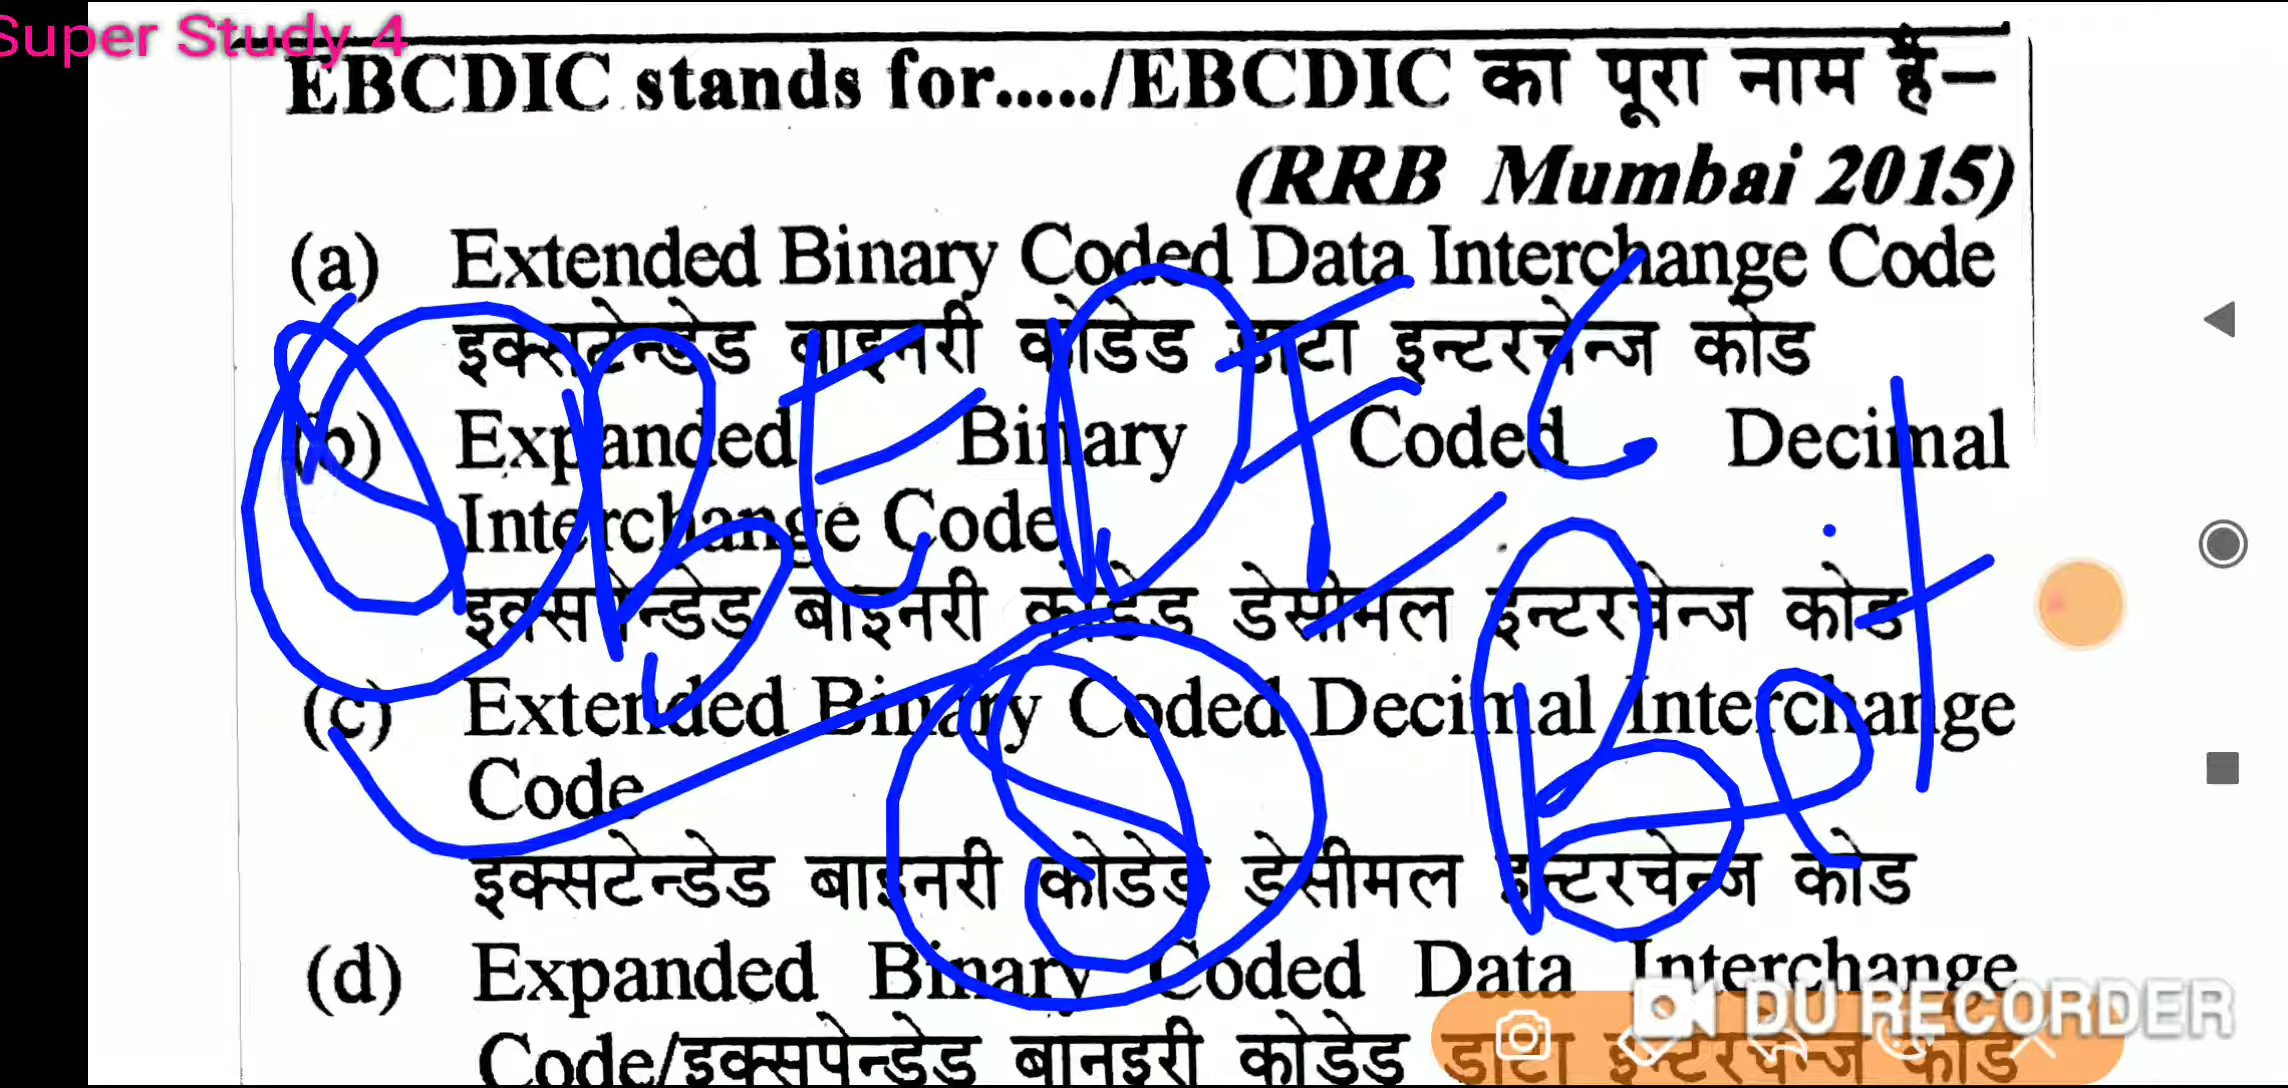 Super Study 4
EBCDIC stands for...../EBCDIC का पूरा नाम है–
(RRB Mumbai 2015)
(a) Extended Binary Coded Data Interchange Code
इक्सटेन्डेड बाइनरी कोडेड डाटा इन्टरचेन्ज कोड
(b) Expanded Binary Coded Decimal
Interchange Code
इक्सपेन्डेड बाइनरी कोडेड डेसीमल इन्टरचेन्ज कोड
(c) Extended Binary Coded Decimal Interchange
Code
इक्सटेन्डेड बाइनरी कोडेड डेसीमल इन्टरचेन्ज कोड
(d) Expanded Binary Coded Data Interchange
Code/इक्सपेन्डेड बानइरी कोडेड डाटा इन्टरचेन्ज कोड
DU RECORDER